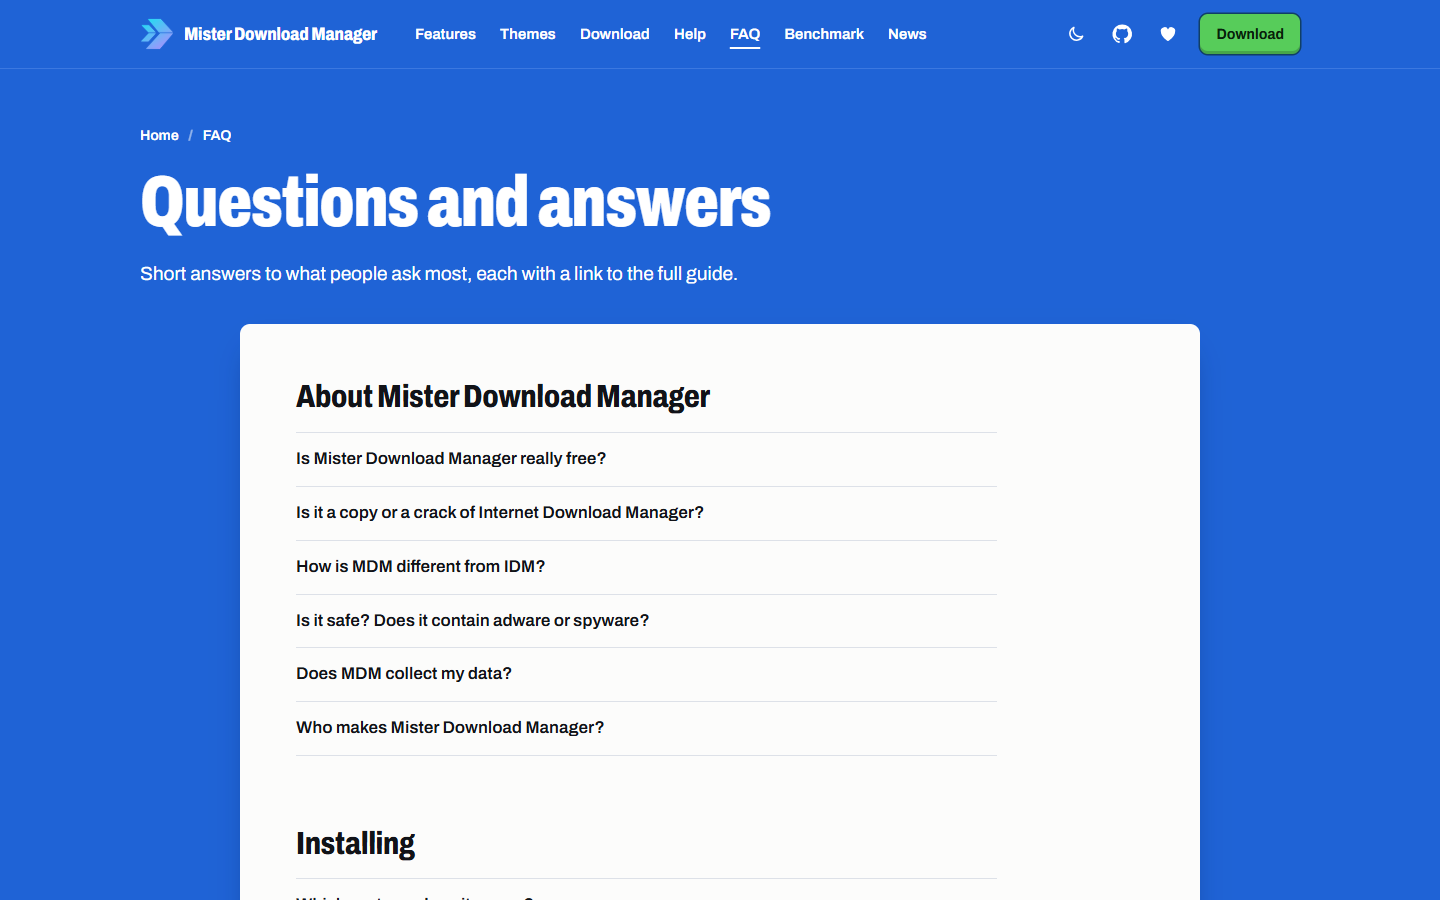 Mister Download Manager
Features
Themes
Download
Help
FAQ
Benchmark
News
Download
Home / FAQ
Questions and answers
Short answers to what people ask most, each with a link to the full guide.
About Mister Download Manager
Is Mister Download Manager really free?
Is it a copy or a crack of Internet Download Manager?
How is MDM different from IDM?
Is it safe? Does it contain adware or spyware?
Does MDM collect my data?
Who makes Mister Download Manager?
Installing